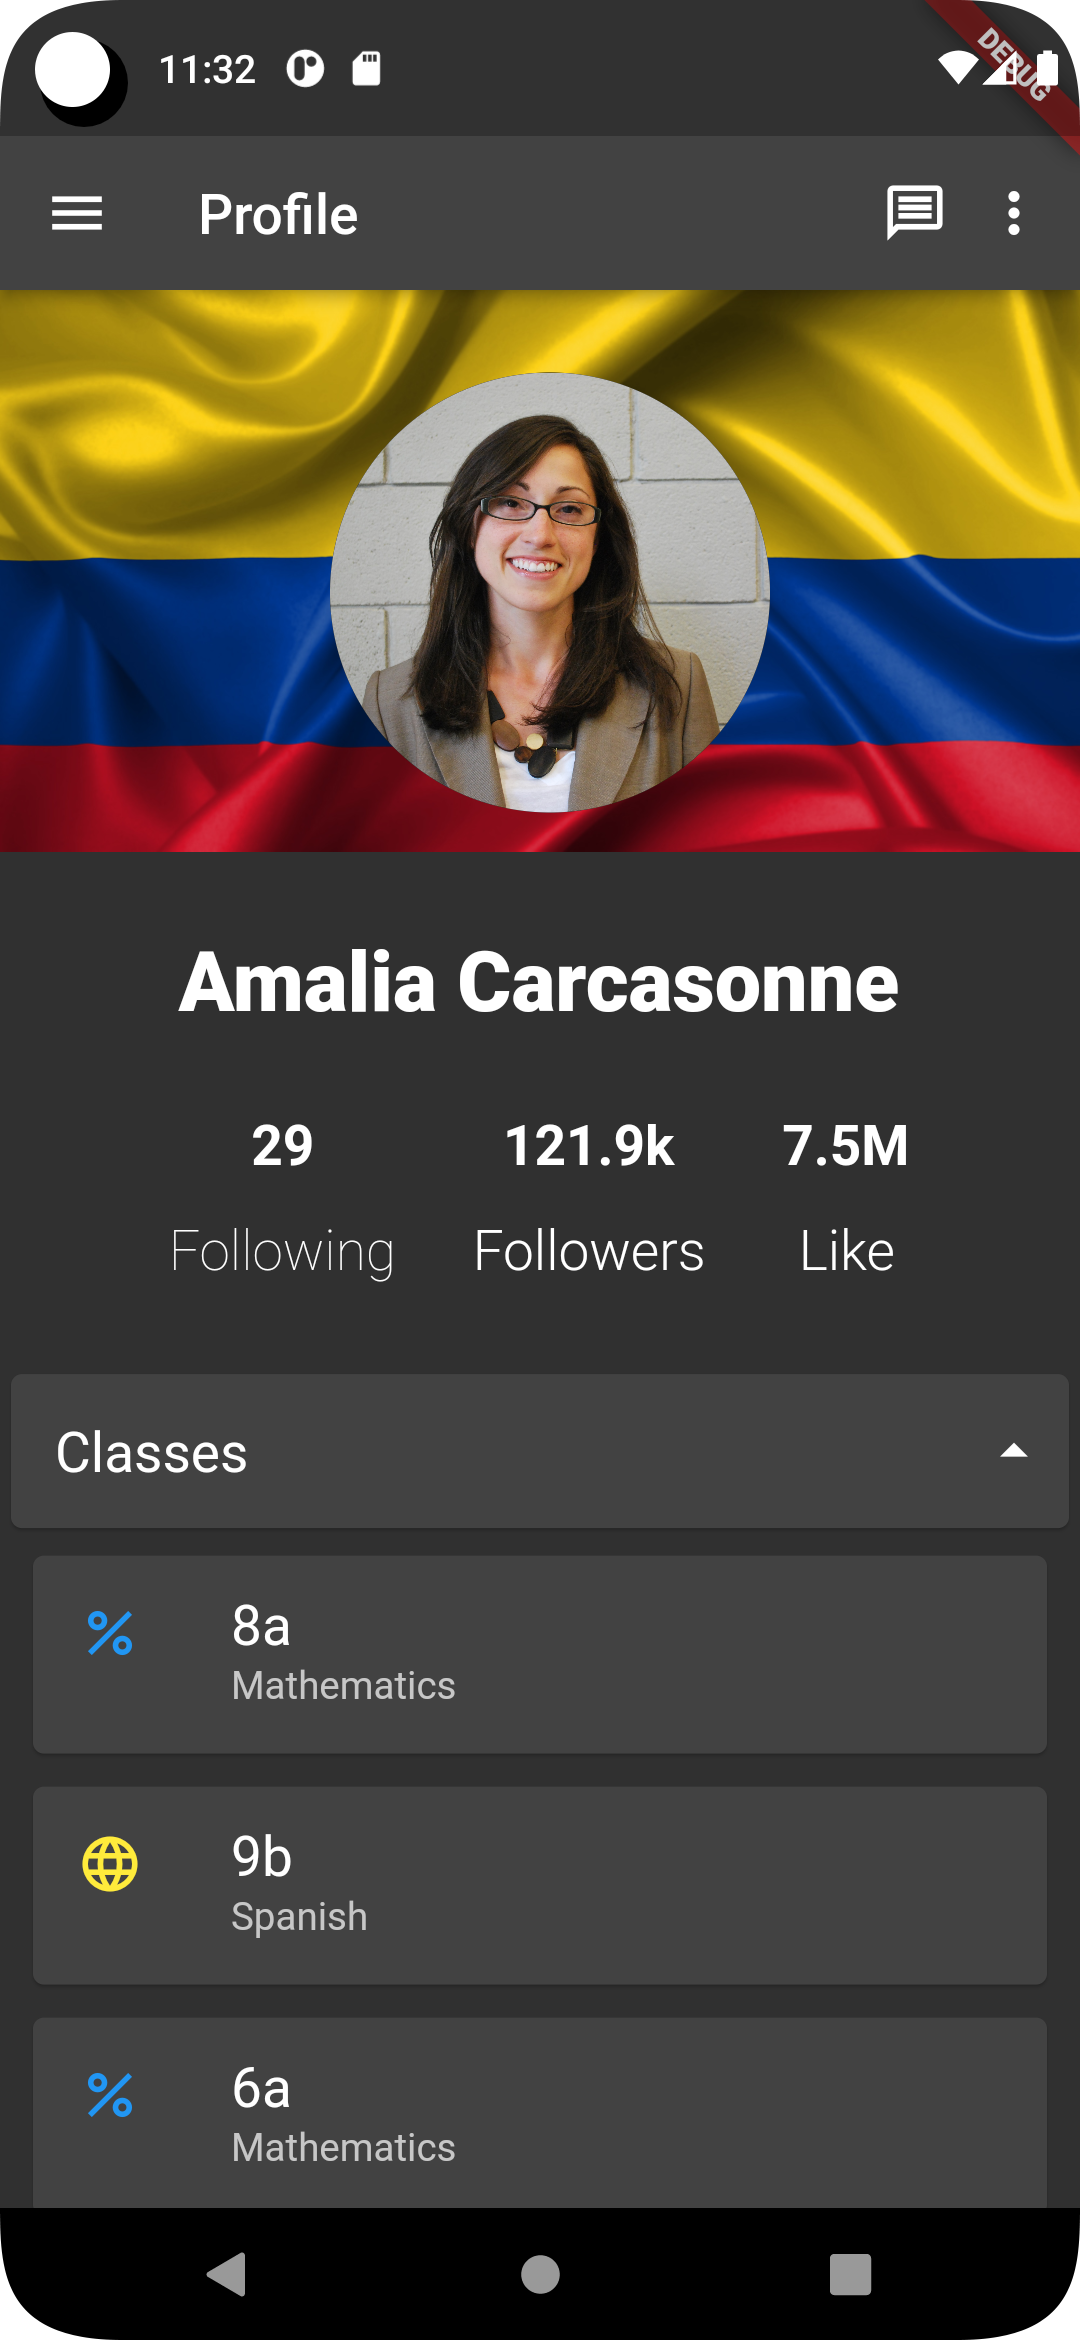 11:32
DEBUG
Profile
Amalia Carcasonne
29 121.9k 7.5M
Following Followers Like
Classes
8a
Mathematics
9b
Spanish
6a
Mathematics